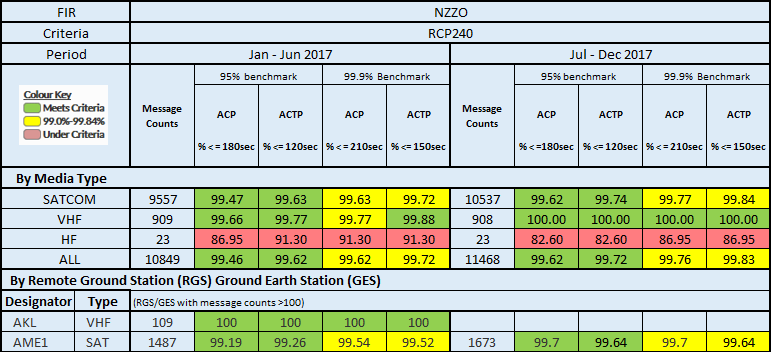 FIR NZZO
Criteria RCP240
Period Jan - Jun 2017 Jul - Dec 2017
95% benchmark 99.9% Benchmark 95% benchmark 99.9% Benchmark
Colour Key
Meets Criteria
99.0%-99.84%
Under Criteria
Message Counts ACP ACTP ACP ACTP Message Counts ACP ACTP ACP ACTP
% <= 180sec % <= 120sec % <= 210sec % <= 150sec % <= 180sec % <= 120sec % <= 210sec % <= 150sec
By Media Type
SATCOM 9557 99.47 99.63 99.63 99.72 10537 99.62 99.74 99.77 99.84
VHF 909 99.66 99.77 99.77 99.88 908 100.00 100.00 100.00 100.00
HF 23 86.95 91.30 91.30 91.30 23 82.60 82.60 86.95 86.95
ALL 10849 99.46 99.62 99.62 99.72 11468 99.62 99.72 99.76 99.83
By Remote Ground Station (RGS) Ground Earth Station (GES)
Designator Type (RGS/GES with message counts >100)
AKL VHF 109 100 100 100 100
AME1 SAT 1487 99.19 99.26 99.54 99.52 1673 99.7 99.64 99.7 99.64